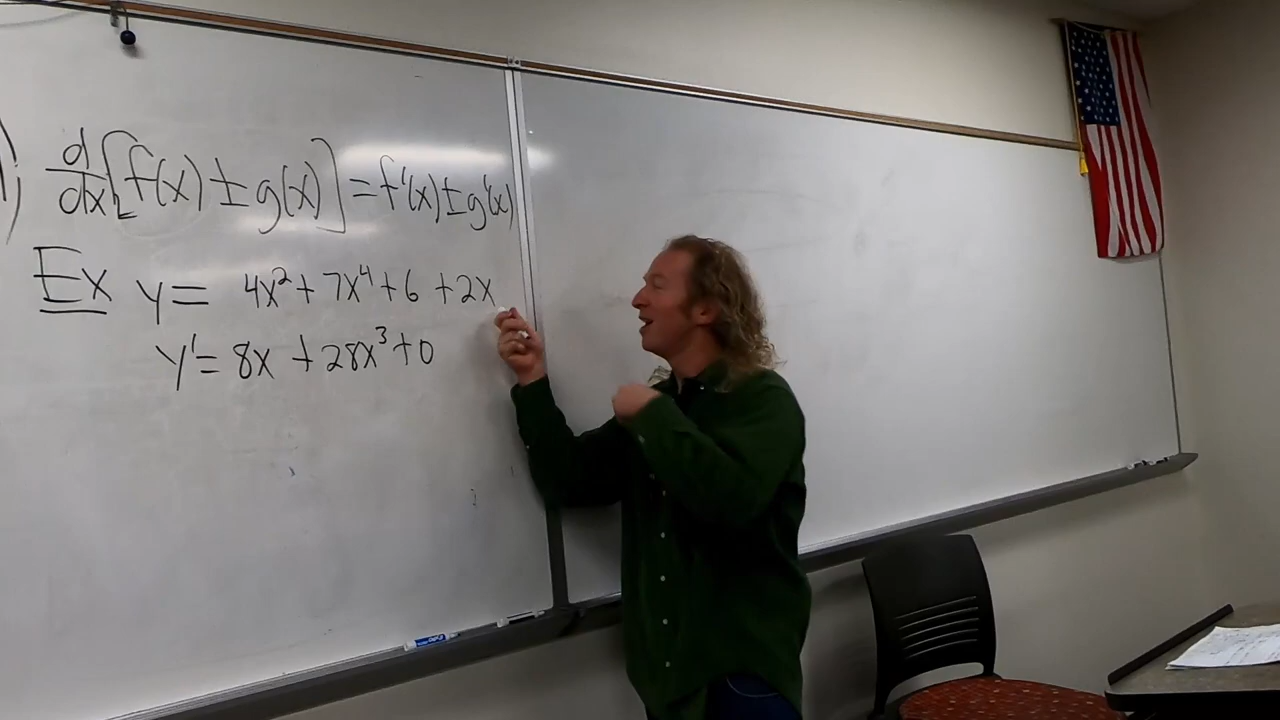 ) d/dx [f(x) ± g(x)] = f'(x) ± g'(x)
Ex y = 4x² + 7x⁴ + 6 + 2x
y' = 8x + 28x³ + 0